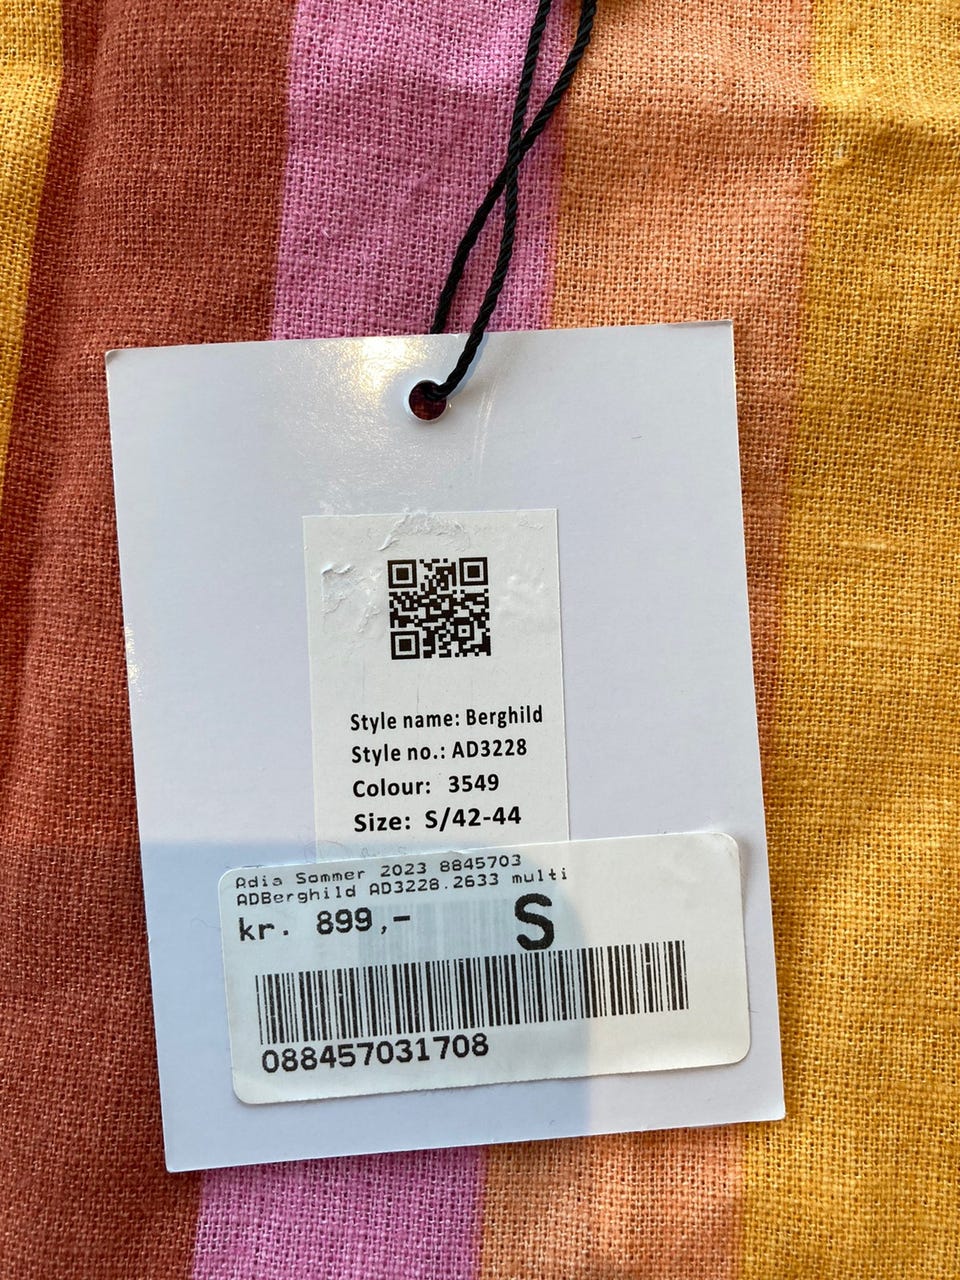 Style name: Berghild
Style no.: AD3228
Colour: 3549
Size: S/42-44
Adia Sommer 2023 8845703
ADBerghild AD3228.2633 multi
kr. 899,- S
088457031708